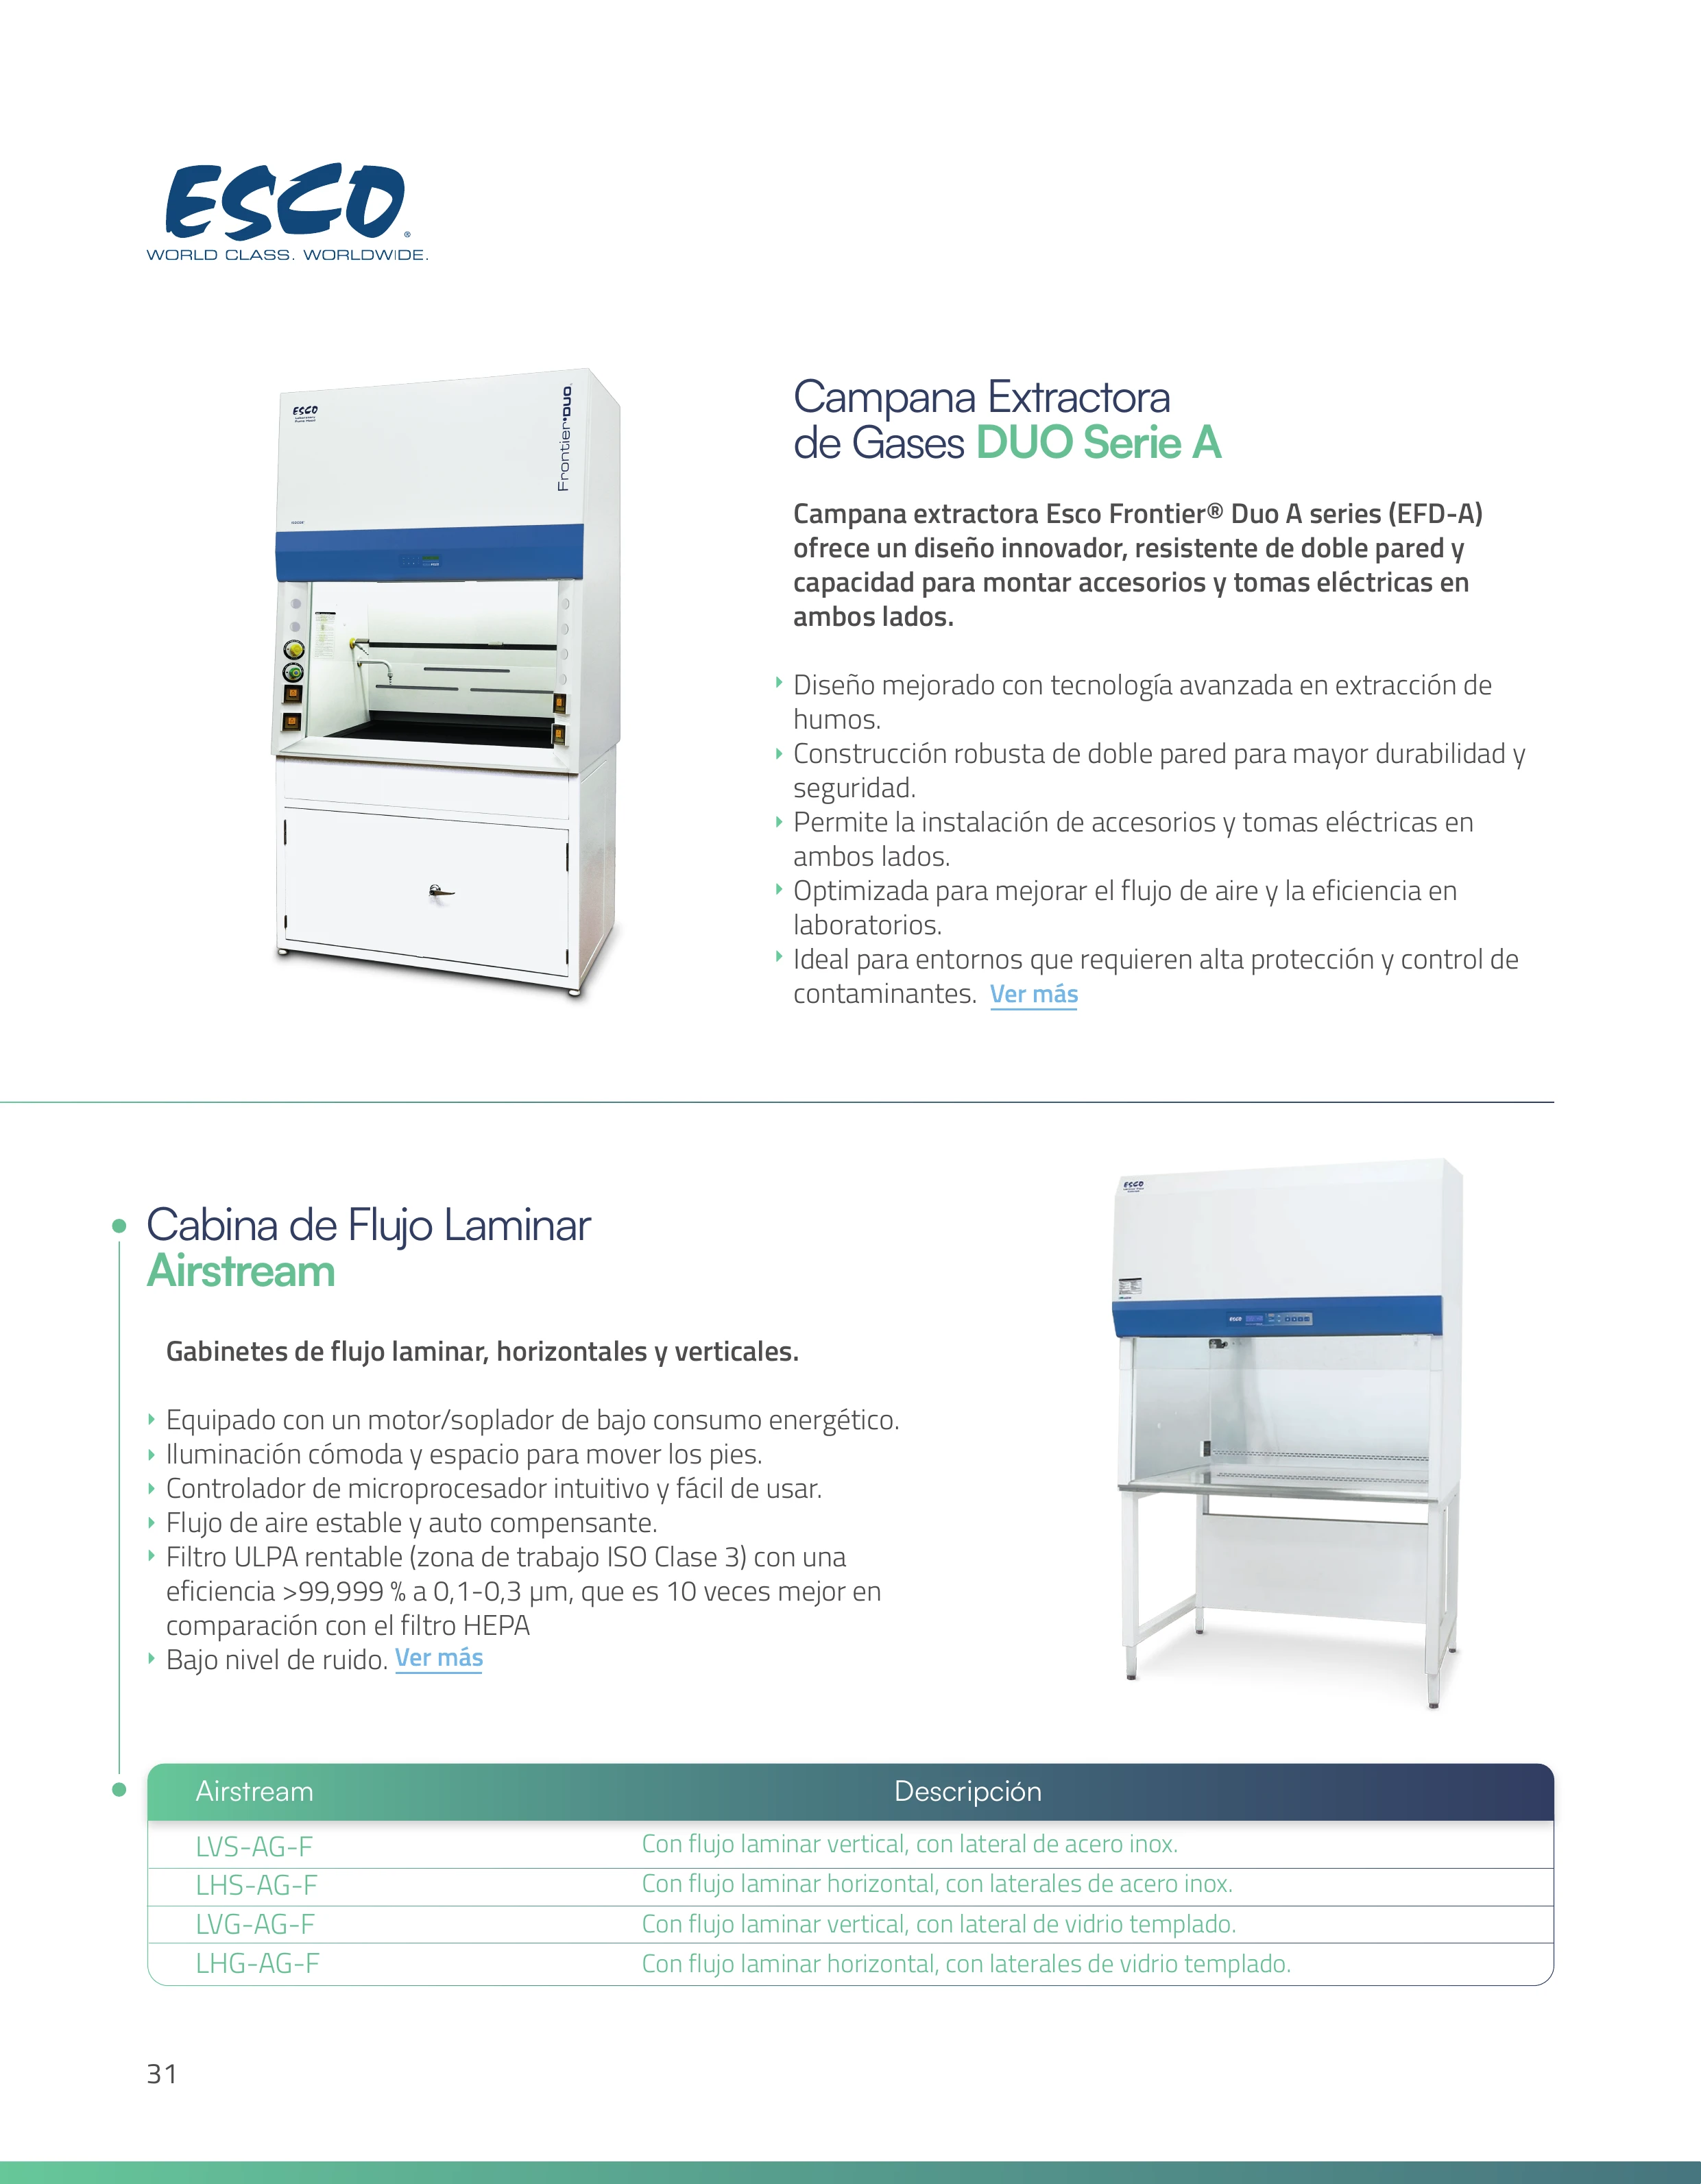 ESCO®
WORLD CLASS. WORLDWIDE.
ESCO
Frontier DUO
Campana Extractora
de Gases DUO Serie A
Campana extractora Esco Frontier® Duo A series (EFD-A)
ofrece un diseño innovador, resistente de doble pared y
capacidad para montar accesorios y tomas eléctricas en
ambos lados.
Diseño mejorado con tecnología avanzada en extracción de
humos.
Construcción robusta de doble pared para mayor durabilidad y
seguridad.
Permite la instalación de accesorios y tomas eléctricas en
ambos lados.
Optimizada para mejorar el flujo de aire y la eficiencia en
laboratorios.
Ideal para entornos que requieren alta protección y control de
contaminantes. Ver más
Cabina de Flujo Laminar
Airstream
Gabinetes de flujo laminar, horizontales y verticales.
Equipado con un motor/soplador de bajo consumo energético.
Iluminación cómoda y espacio para mover los pies.
Controlador de microprocesador intuitivo y fácil de usar.
Flujo de aire estable y auto compensante.
Filtro ULPA rentable (zona de trabajo ISO Clase 3) con una
eficiencia >99,999 % a 0,1-0,3 µm, que es 10 veces mejor en
comparación con el filtro HEPA
Bajo nivel de ruido. Ver más
ESCO
ESCO
Airstream Descripción
LVS-AG-F Con flujo laminar vertical, con lateral de acero inox.
LHS-AG-F Con flujo laminar horizontal, con laterales de acero inox.
LVG-AG-F Con flujo laminar vertical, con lateral de vidrio templado.
LHG-AG-F Con flujo laminar horizontal, con laterales de vidrio templado.
31